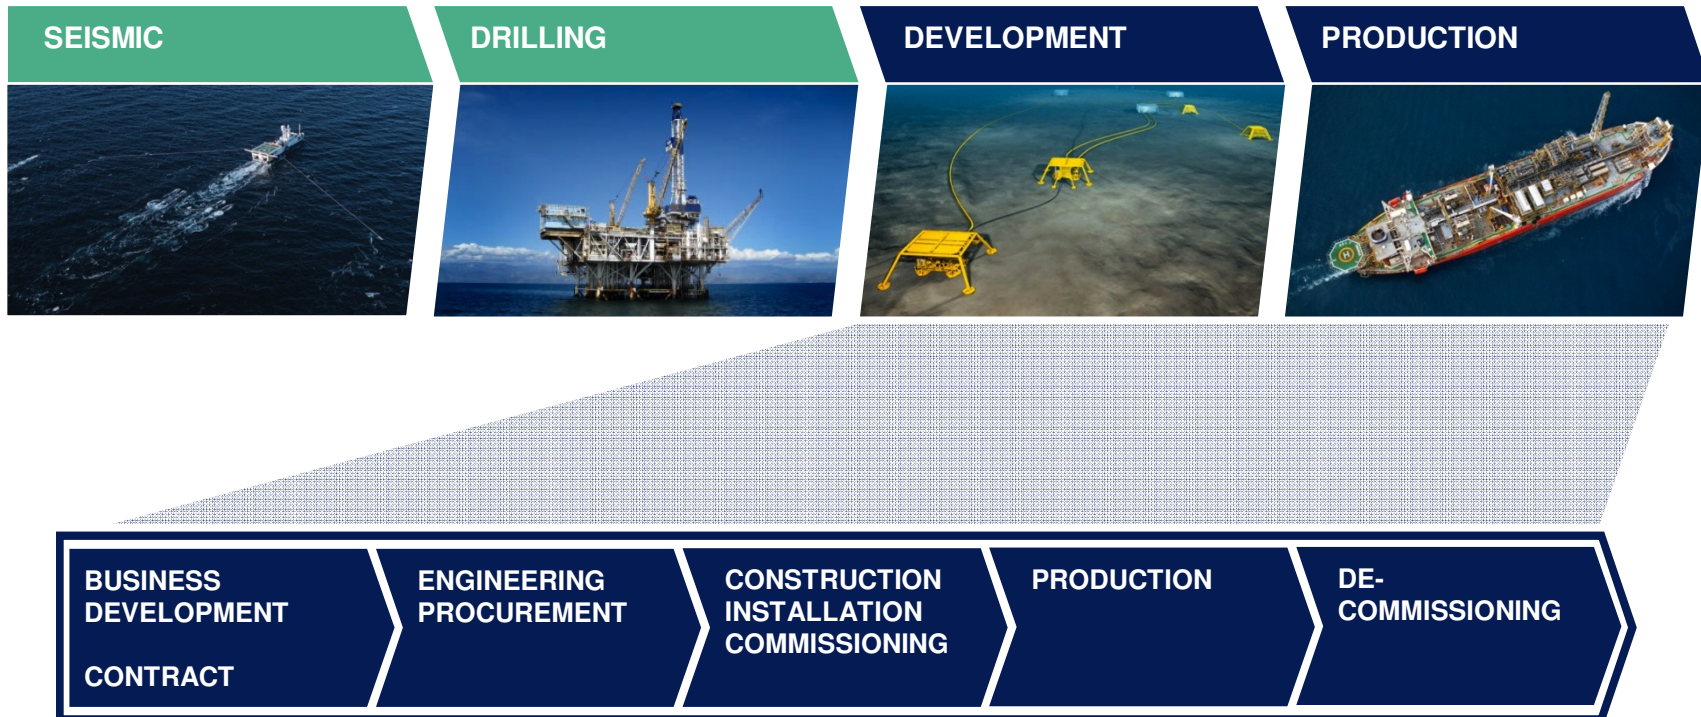 SEISMIC
DRILLING
DEVELOPMENT
PRODUCTION
BUSINESS
DEVELOPMENT
CONTRACT
ENGINEERING
PROCUREMENT
CONSTRUCTION
INSTALLATION
COMMISSIONING
PRODUCTION
DE-
COMMISSIONING
H